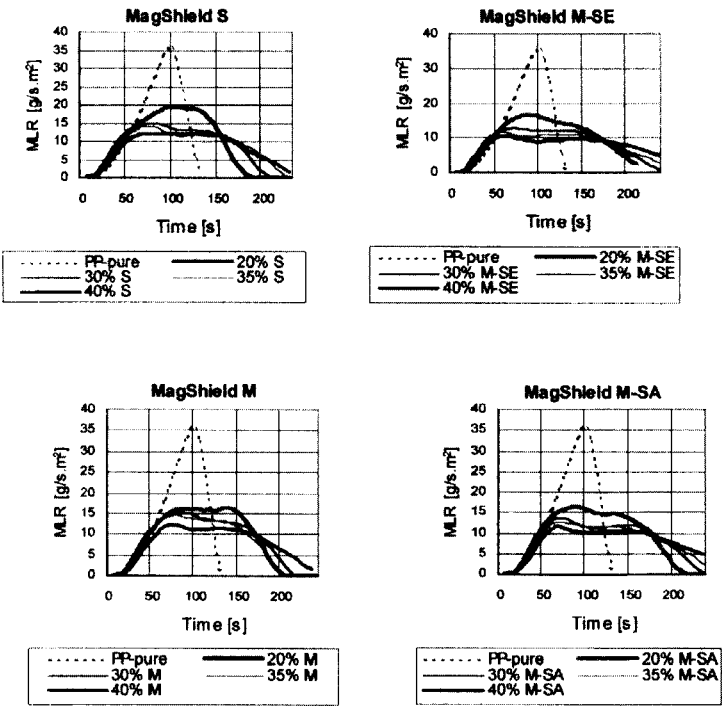 MagShield S
40
35
30
25
20
15
10
5
0
MLR [g/s.m²]
0 50 100 150 200
Time [s]
PP-pure 20% S
30% S 35% S
40% S
MagShield M-SE
40
30
20
10
0
MLR [g/s.m²]
0 50 100 150 200
Time [s]
PP-pure 20% M-SE
30% M-SE 35% M-SE
40% M-SE
MagShield M
40
35
30
25
20
15
10
5
0
MLR [g/s.m²]
0 50 100 150 200
Time [s]
PP-pure 20% M
30% M 35% M
40% M
MagShield M-SA
40
35
30
25
20
15
10
5
0
MLR [g/s.m²]
0 50 100 150 200
Time [s]
PP-pure 20% M-SA
30% M-SA 35% M-SA
40% M-SA